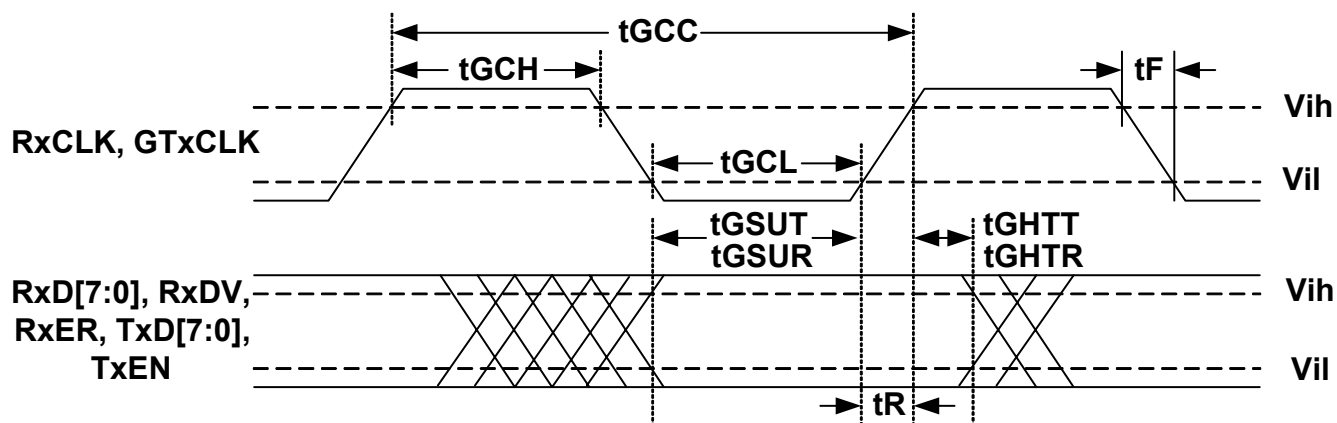 tGCC
tGCH
tF
Vih
RxCLK, GTxCLK
tGCL
Vil
tGSUT
tGSUR
tGHTT
tGHTR
RxD[7:0], RxDV,
RxER, TxD[7:0],
TxEN
Vih
Vil
tR